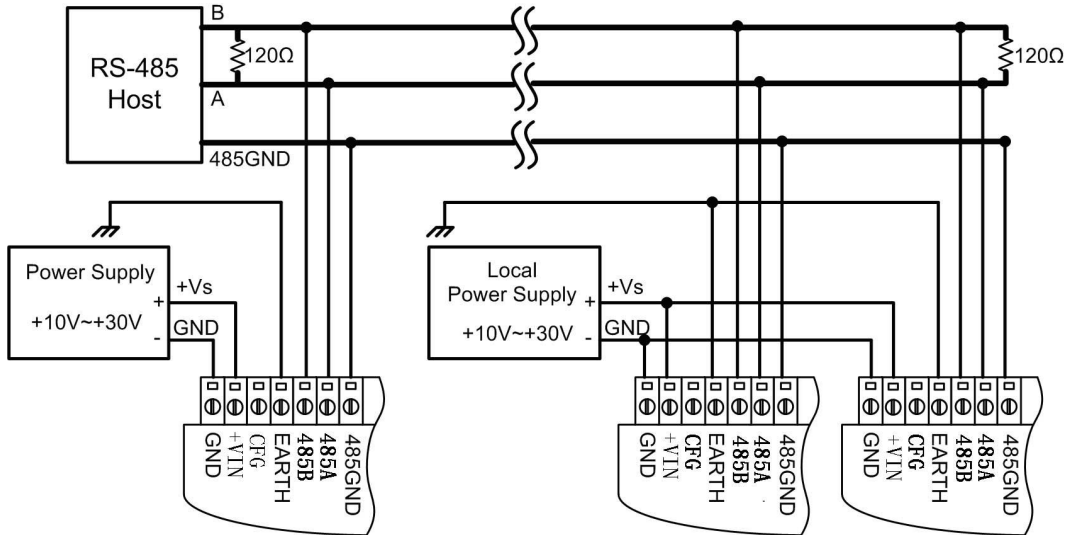 B
120Ω
120Ω
RS-485
Host
A
485GND
Power Supply
+Vs
+
+10V~+30V
GND
-
Local
Power Supply
+Vs
+
+10V~+30V
GND
-
GND
+VIN
CFG
EARTH
485B
485A
485GND
GND
+VIN
CFG
EARTH
485B
485A
485GND
GND
+VIN
CFG
EARTH
485B
485A
485GND